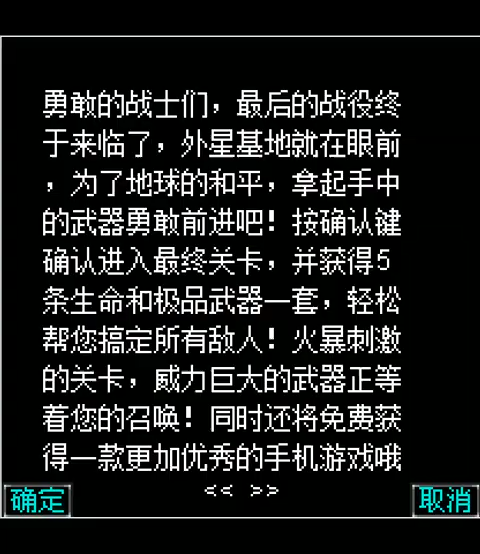 勇敢的战士们，最后的战役终
于来临了，外星基地就在眼前
，为了地球的和平，拿起手中
的武器勇敢前进吧！按确认键
确认进入最终关卡，并获得5
条生命和极品武器一套，轻松
帮您搞定所有敌人！火暴刺激
的关卡，威力巨大的武器正等
着您的召唤！同时还将免费获
得一款更加优秀的手机游戏哦
<< >>
确定 取消